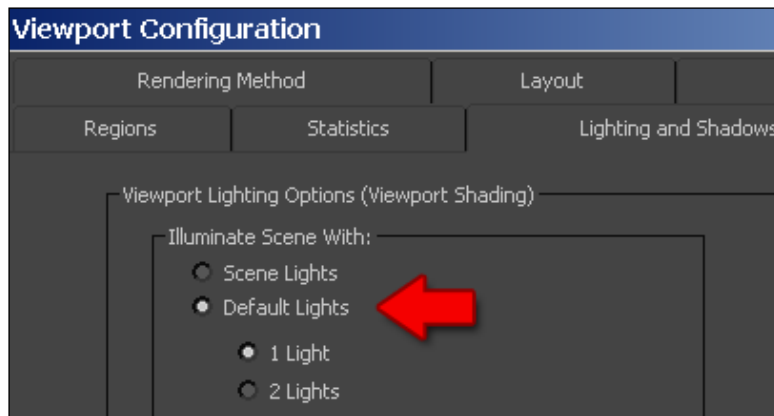 Viewport Configuration
Rendering Method Layout
Regions Statistics Lighting and Shadows
Viewport Lighting Options (Viewport Shading)
Illuminate Scene With:
Scene Lights
Default Lights
1 Light
2 Lights